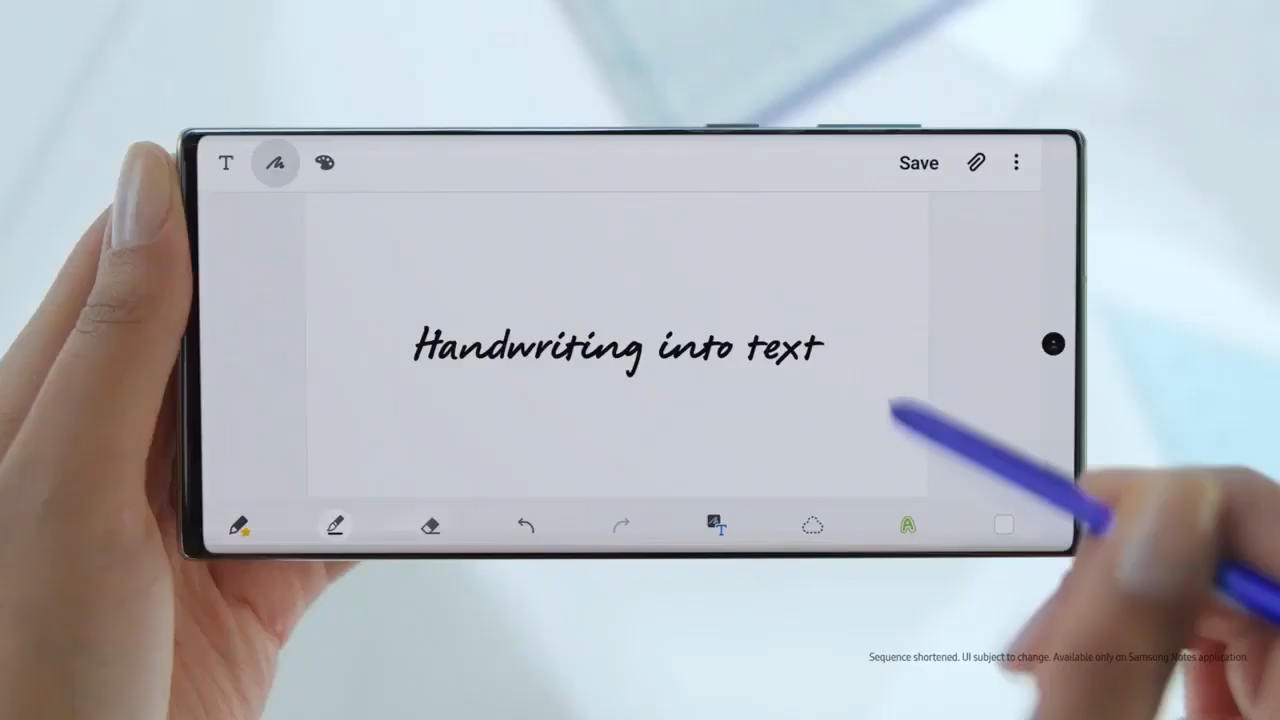 T
Save
Handwriting into text
T
A
Sequence shortened. UI subject to change. Available only on Samsung Notes application.